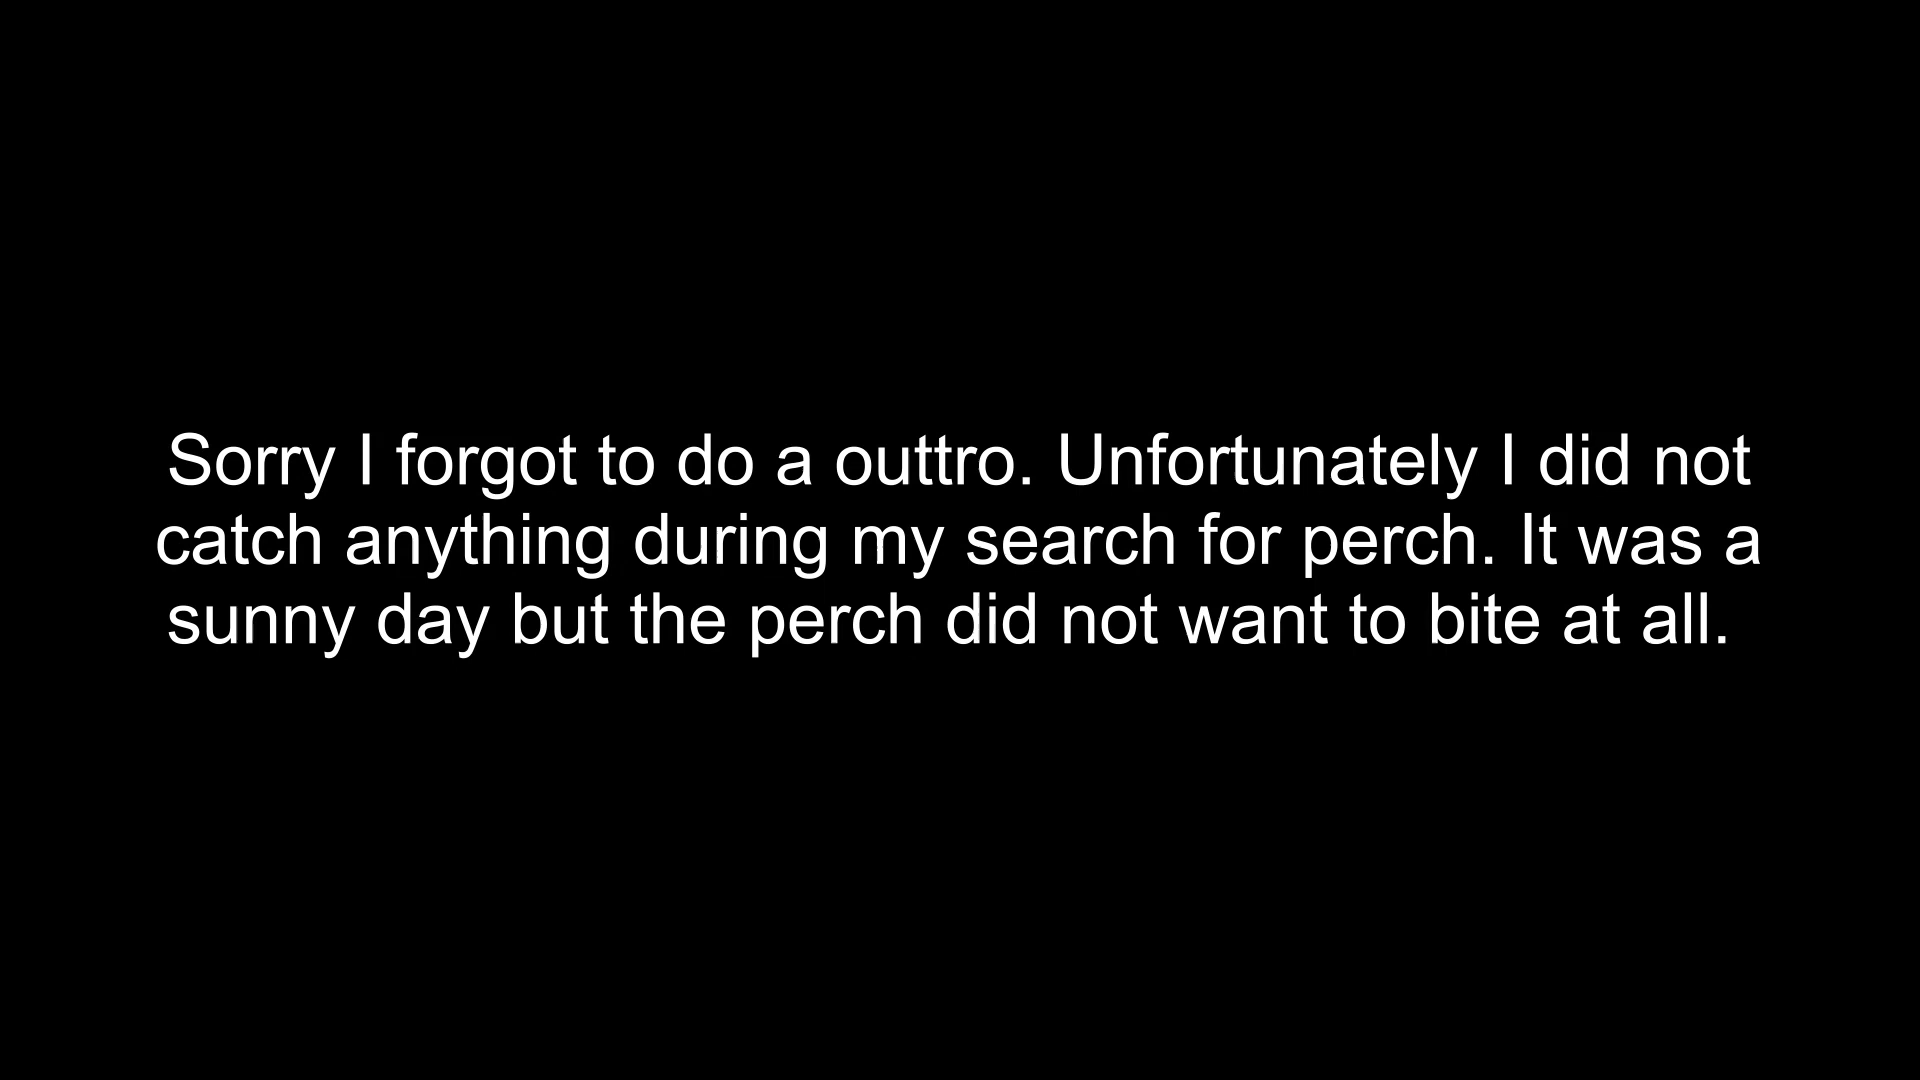 Sorry I forgot to do a outtro. Unfortunately I did not
catch anything during my search for perch. It was a
sunny day but the perch did not want to bite at all.